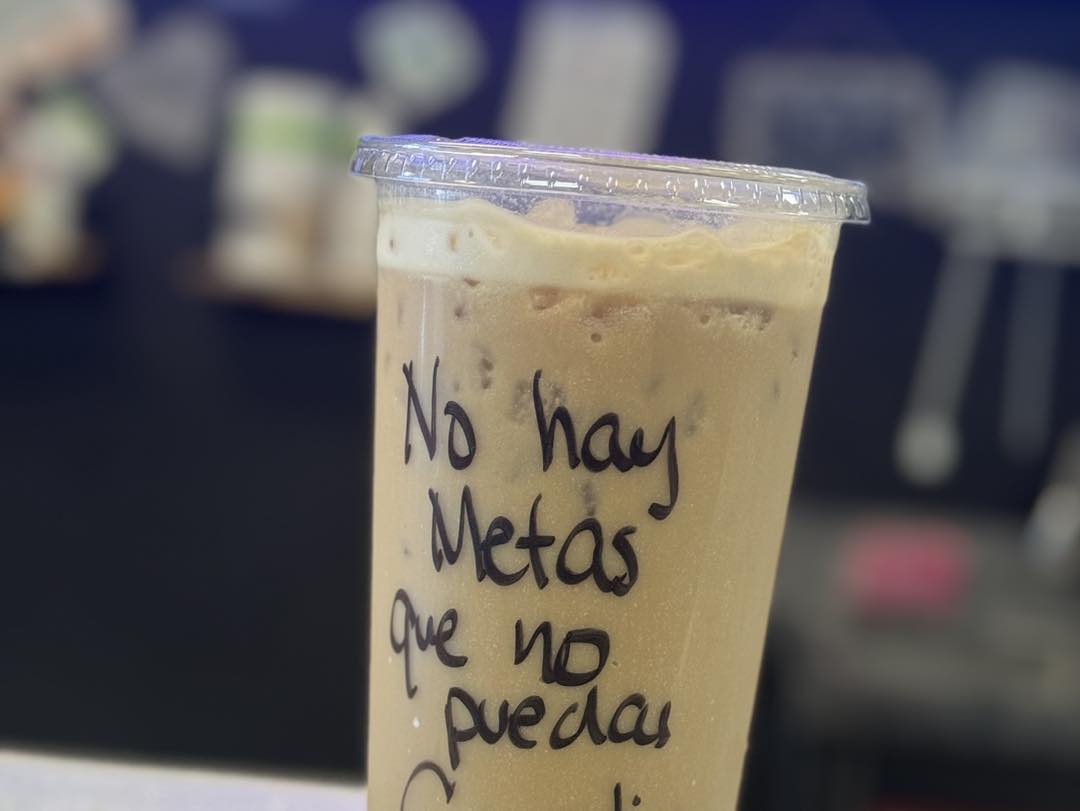 No hay
Metas
que no
puedas